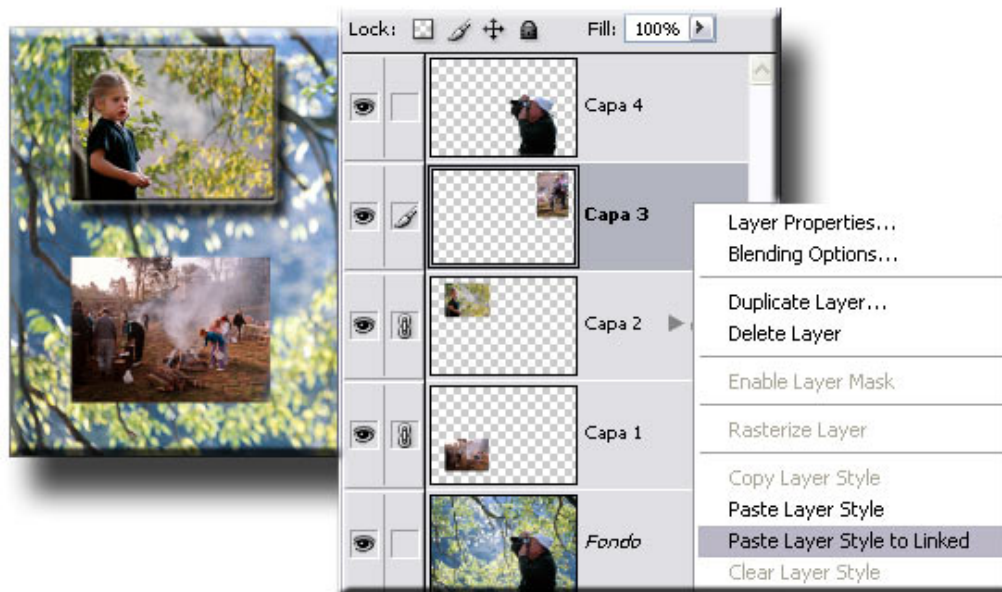 Lock:
Fill: 100%
Capa 4
Capa 3
Capa 2
Capa 1
Fondo
Layer Properties...
Blending Options...
Duplicate Layer...
Delete Layer
Enable Layer Mask
Rasterize Layer
Copy Layer Style
Paste Layer Style
Paste Layer Style to Linked
Clear Layer Style